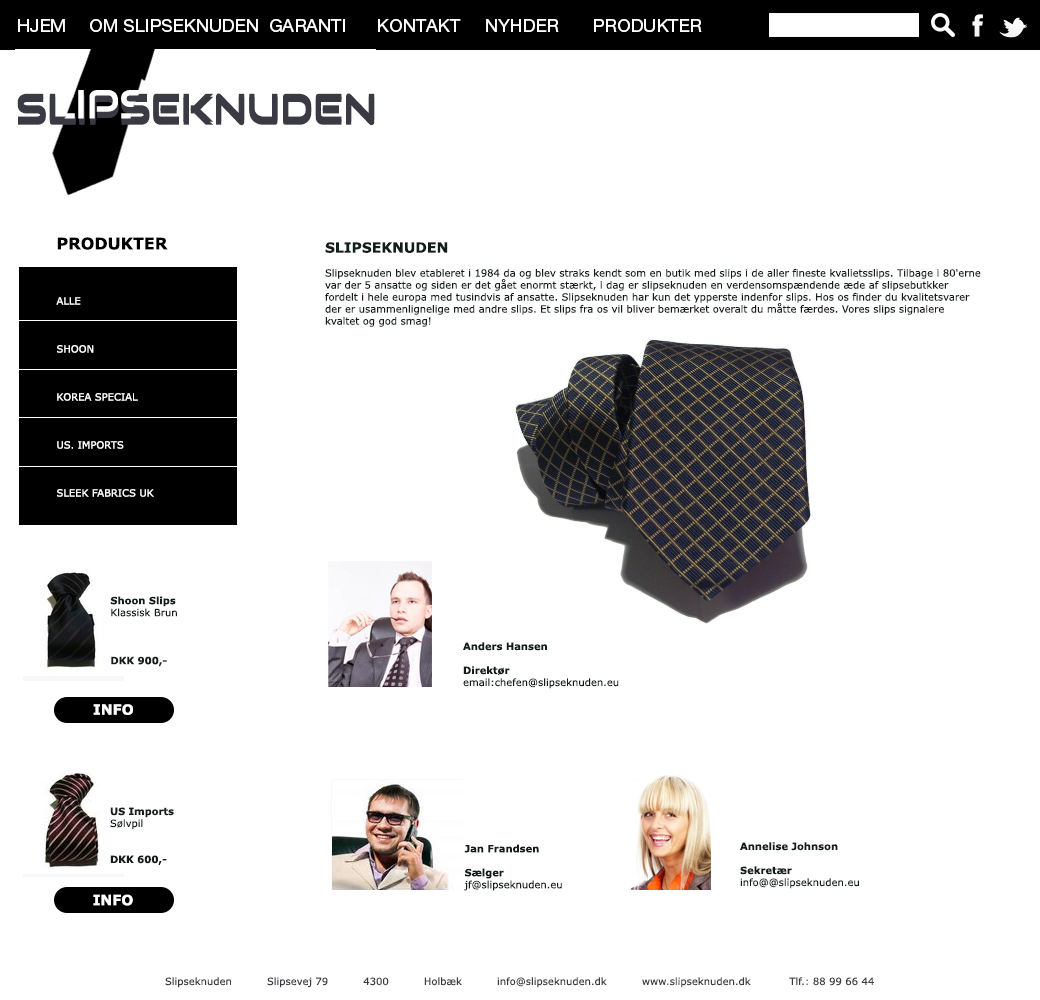 HJEM OM SLIPSEKNUDEN GARANTI KONTAKT NYHDER PRODUKTER
SLIPSEKNUDEN
PRODUKTER
ALLE
SHOON
KOREA SPECIAL
US. IMPORTS
SLEEK FABRICS UK
SLIPSEKNUDEN
Slipseknuden blev etableret i 1984 da og blev straks kendt som en butik med slips i de aller fineste kvalietsslips. Tilbage i 80'erne
var der 5 ansatte og siden er det gået enormt stærkt, i dag er slipseknuden en verdensomspændende æde af slipsebutkker
fordelt i hele europa med tusindvis af ansatte. Slipseknuden har kun det ypperste indenfor slips. Hos os finder du kvalitetsvarer
der er usammenlignelige med andre slips. Et slips fra os vil bliver bemærket overalt du måtte færdes. Vores slips signalere
kvaltet og god smag!
Shoon Slips
Klassisk Brun
DKK 900,-
INFO
US Imports
Sølvpil
DKK 600,-
INFO
Anders Hansen
Direktør
email:chefen@slipseknuden.eu
Jan Frandsen
Sælger
jf@slipseknuden.eu
Annelise Johnson
Sekretær
info@@slipseknuden.eu
Slipseknuden Slipsevej 79 4300 Holbæk info@slipseknuden.dk www.slipseknuden.dk Tlf.: 88 99 66 44